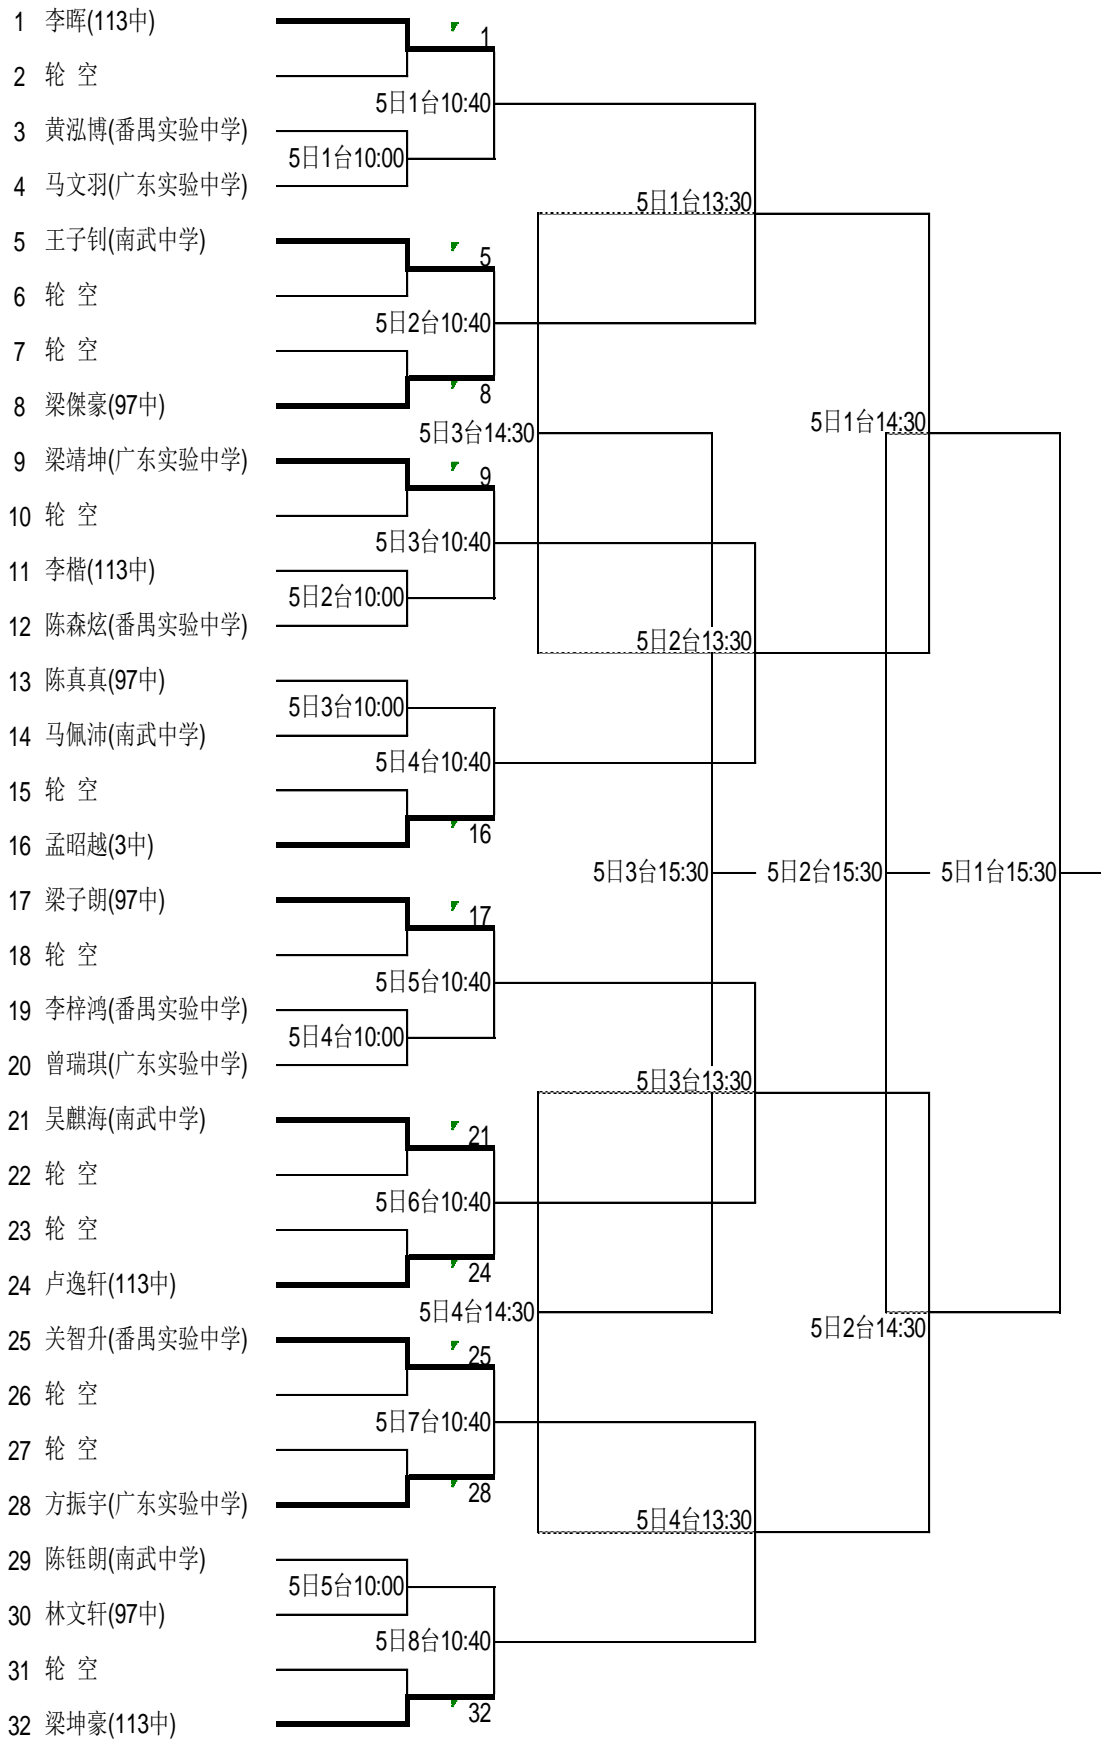 1 李晖(113中)
1
2 轮 空
5日1台10:40
3 黄泓博(番禺实验中学)
5日1台10:00
4 马文羽(广东实验中学)
5日1台13:30
5 王子钊(南武中学)
5
6 轮 空
5日2台10:40
7 轮 空
8
8 梁傑豪(97中)
5日1台14:30
5日3台14:30
9 梁靖坤(广东实验中学)
9
10 轮 空
5日3台10:40
11 李楷(113中)
5日2台10:00
12 陈森炫(番禺实验中学)
5日2台13:30
13 陈真真(97中)
5日3台10:00
14 马佩沛(南武中学)
5日4台10:40
15 轮 空
16
16 孟昭越(3中)
5日3台15:30
5日2台15:30
5日1台15:30
17 梁子朗(97中)
17
18 轮 空
5日5台10:40
19 李梓鸿(番禺实验中学)
5日4台10:00
20 曾瑞琪(广东实验中学)
5日3台13:30
21 吴麒海(南武中学)
21
22 轮 空
5日6台10:40
23 轮 空
24
24 卢逸轩(113中)
5日4台14:30
5日2台14:30
25 关智升(番禺实验中学)
25
26 轮 空
5日7台10:40
27 轮 空
28
28 方振宇(广东实验中学)
5日4台13:30
29 陈钰朗(南武中学)
5日5台10:00
30 林文轩(97中)
5日8台10:40
31 轮 空
32
32 梁坤豪(113中)